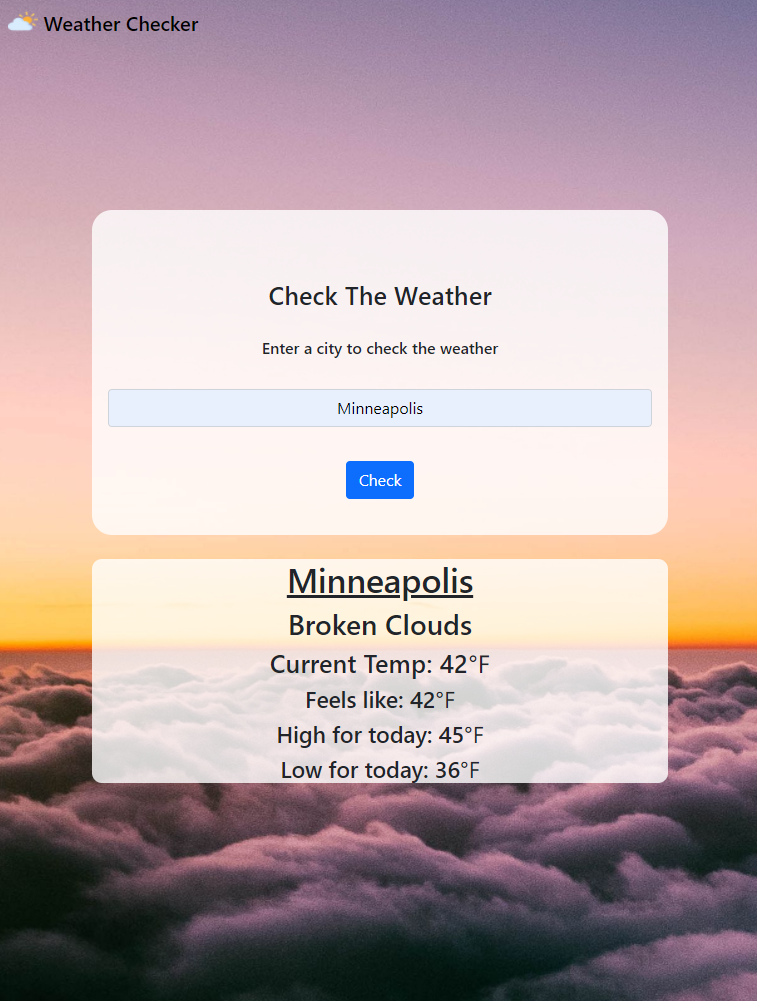 Weather Checker
Check The Weather
Enter a city to check the weather
Minneapolis
Check
Minneapolis
Broken Clouds
Current Temp: 42°F
Feels like: 42°F
High for today: 45°F
Low for today: 36°F